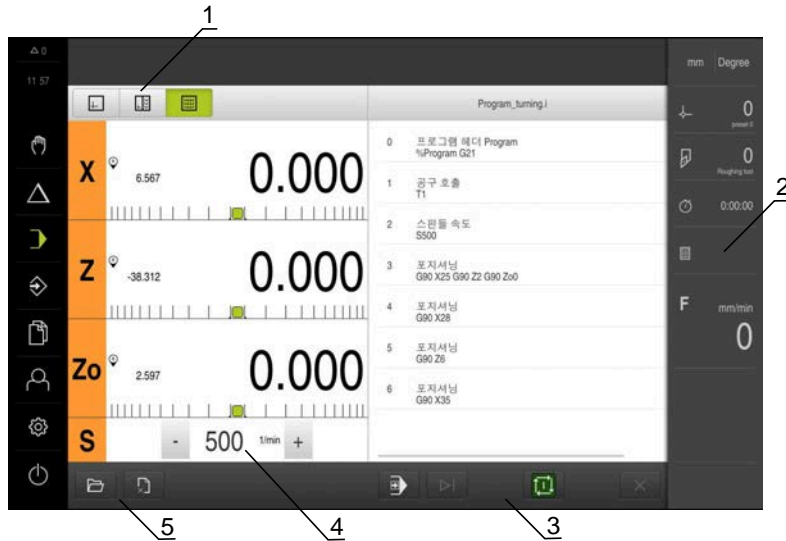 1
0
11 57
mm Degree
Program_turning.i
0
preset 0
0
Roughing tool
0:00:00
2
F mm/min
0
X 6.567 0.000
Z -38.312 0.000
Zo 2.597 0.000
S - 500 1/min +
0 프로그램 헤더 Program
%Program G21
1 공구 호출
T1
2 스핀들 속도
S500
3 포지셔닝
G90 X25 G90 Z2 G90 Zo0
4 포지셔닝
G90 X28
5 포지셔닝
G90 Z6
6 포지셔닝
G90 X35
5
4
3